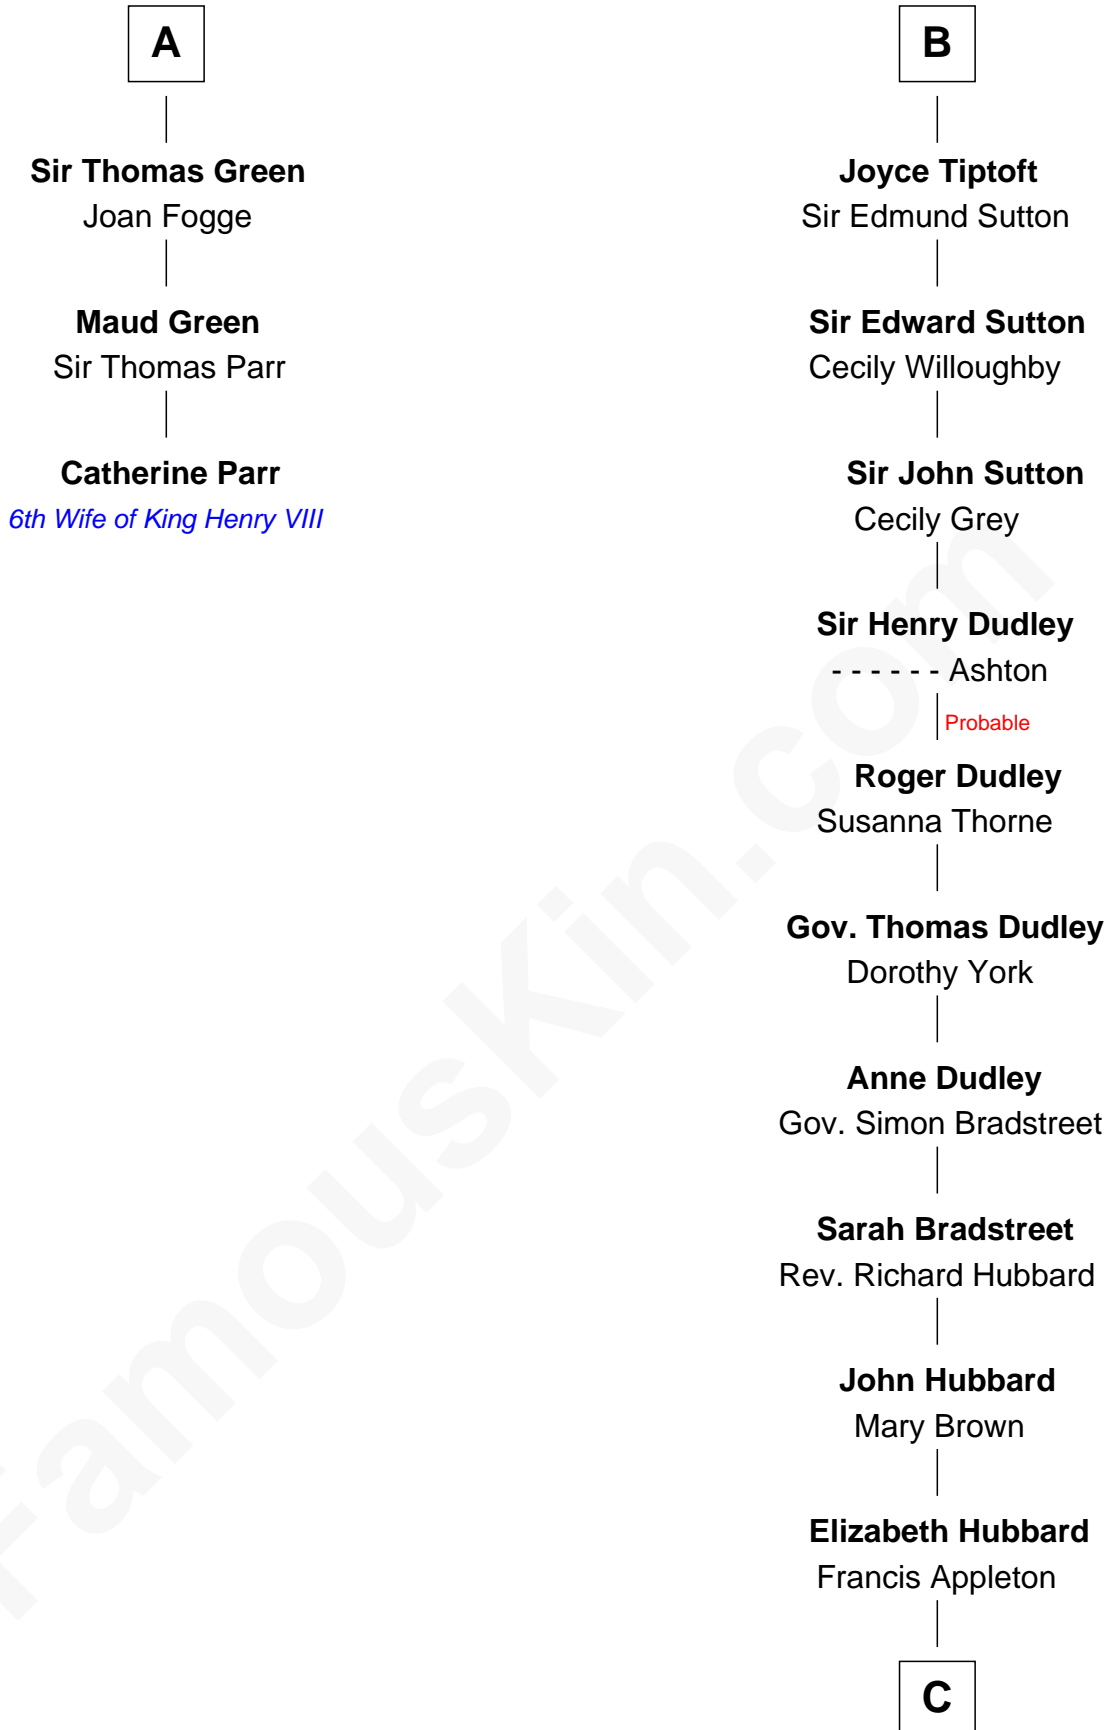 A
Sir Thomas Green
Joan Fogge
Maud Green
Sir Thomas Parr
Catherine Parr
6th Wife of King Henry VIII
B
Joyce Tiptoft
Sir Edmund Sutton
Sir Edward Sutton
Cecily Willoughby
Sir John Sutton
Cecily Grey
Sir Henry Dudley
- - - - - - Ashton
Probable
Roger Dudley
Susanna Thorne
Gov. Thomas Dudley
Dorothy York
Anne Dudley
Gov. Simon Bradstreet
Sarah Bradstreet
Rev. Richard Hubbard
John Hubbard
Mary Brown
Elizabeth Hubbard
Francis Appleton
C
FamousKin.com